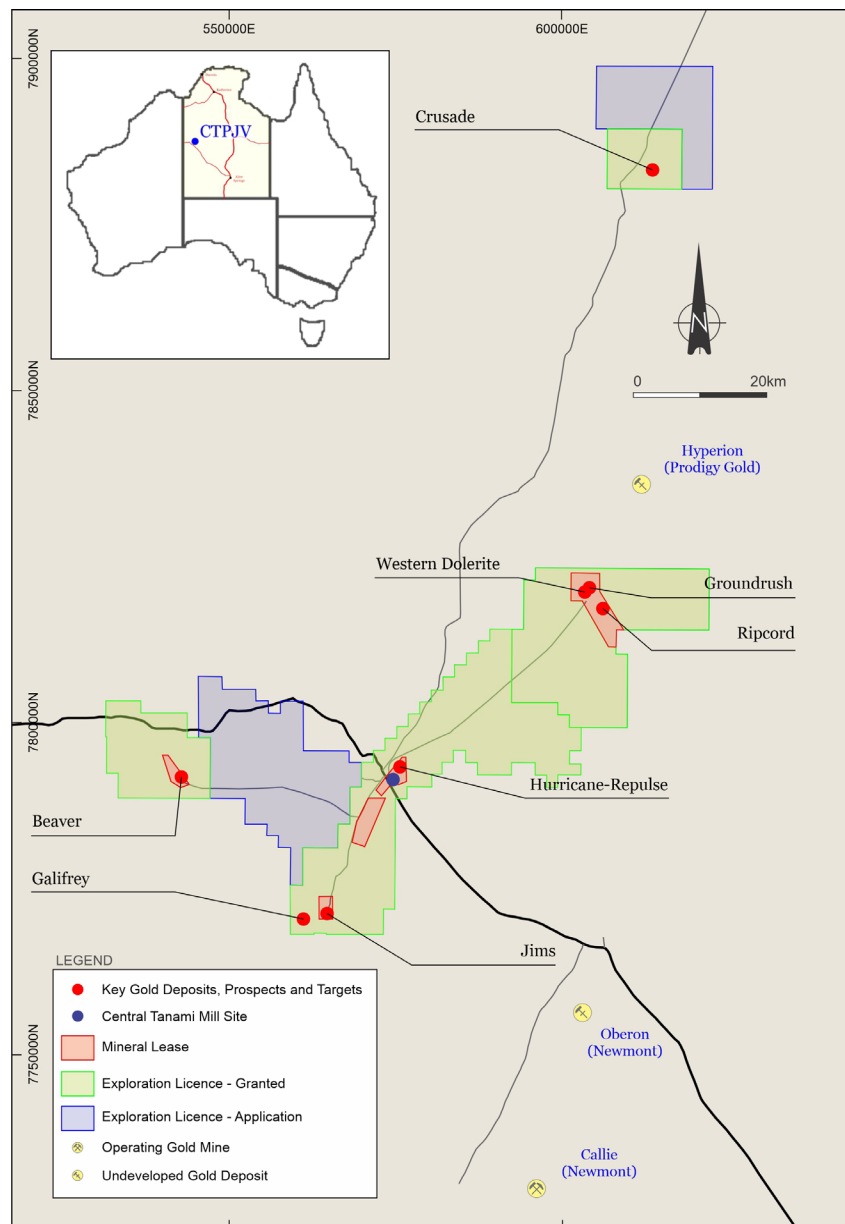 550000E
600000E
7900000N
7850000N
7800000N
7750000N
CTPJV
Crusade
N
0
20km
Hyperion
(Prodigy Gold)
Western Dolerite
Groundrush
Ripcord
Hurricane-Repulse
Beaver
Galifrey
Jims
Oberon
(Newmont)
Callie
(Newmont)
LEGEND
Key Gold Deposits, Prospects and Targets
Central Tanami Mill Site
Mineral Lease
Exploration Licence - Granted
Exploration Licence - Application
Operating Gold Mine
Undeveloped Gold Deposit